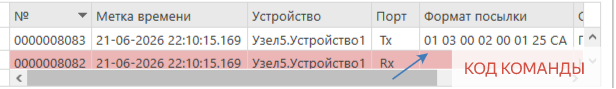 № Метка времени Устройство Порт Формат посылки
0000008083 21-06-2026 22:10:15.169 Узел5.Устройство1 Tx 01 03 00 02 00 01 25 CA
0000008082 21-06-2026 22:10:15.169 Узел5.Устройство1 Rx
КОД КОМАНДЫ